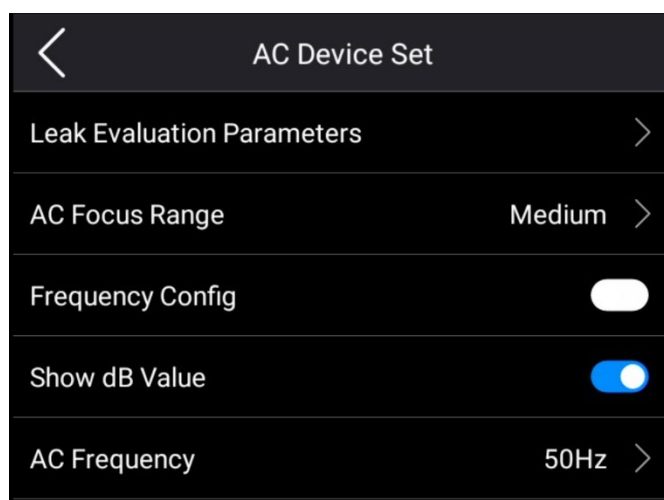 AC Device Set
Leak Evaluation Parameters
AC Focus Range Medium
Frequency Config
Show dB Value
AC Frequency 50Hz